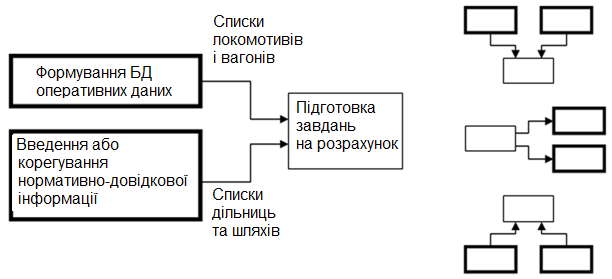 Списки
локомотивів
і вагонів
Формування БД
оперативних даних
Підготовка
завдань
на розрахунок
Введення або
корегування
нормативно-довідкової
інформації
Списки
дільниць
та шляхів